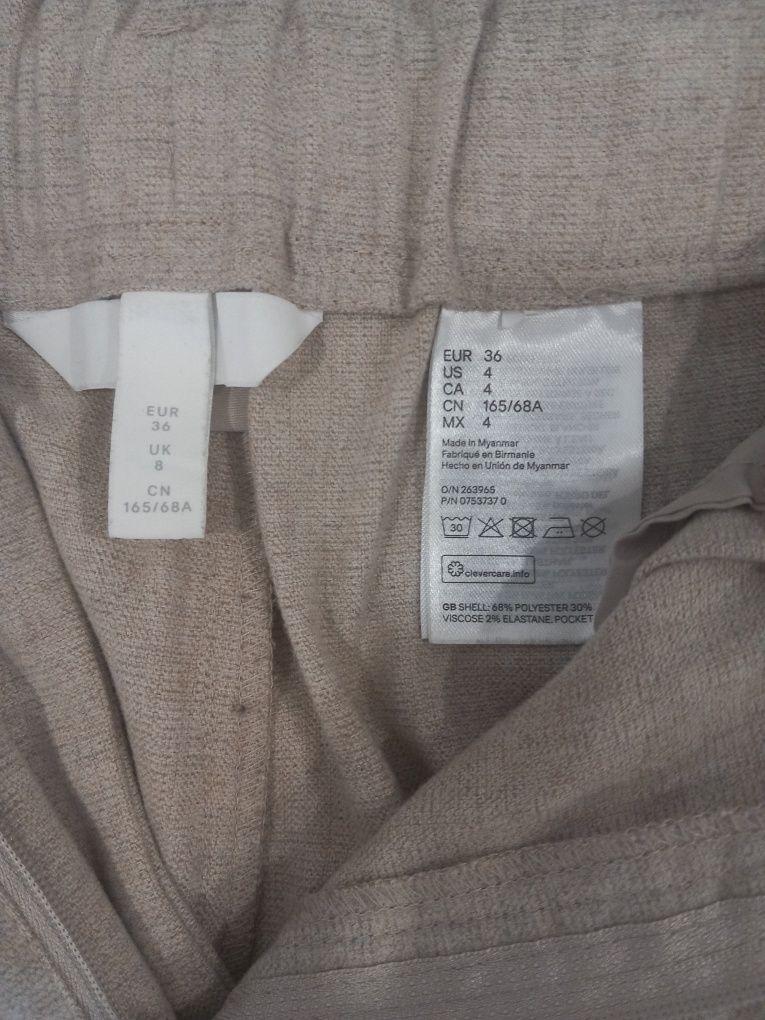 EUR
36
UK
8
CN
165/68A
EUR 36
US 4
CA 4
CN 165/68A
MX 4
Made in Myanmar
Fabriqué en Birmanie
Hecho en Unión de Myanmar
O/N 263965
P/N 0753737 0
30
clevercare.info
GB SHELL: 68% POLYESTER 30%
VISCOSE 2% ELASTANE. POCKET